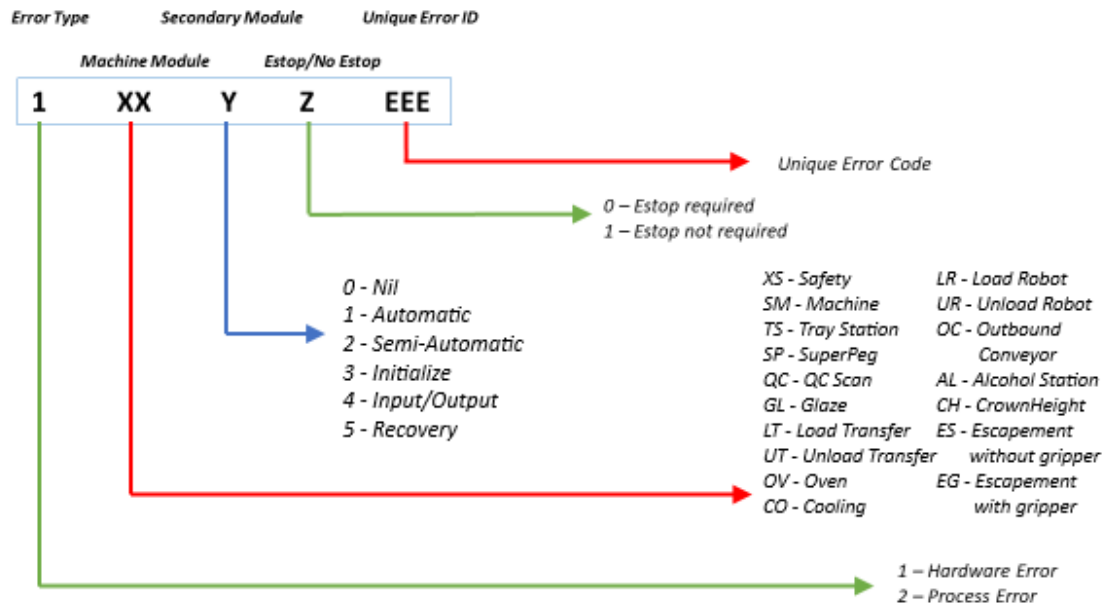 Error Type Secondary Module Unique Error ID
Machine Module Estop/No Estop
1 XX Y Z EEE
Unique Error Code
0 – Estop required
1 – Estop not required
0 - Nil
1 - Automatic
2 - Semi-Automatic
3 - Initialize
4 - Input/Output
5 - Recovery
XS - Safety
SM - Machine
TS - Tray Station
SP - SuperPeg
QC - QC Scan
GL - Glaze
LT - Load Transfer
UT - Unload Transfer
OV - Oven
CO - Cooling
LR - Load Robot
UR - Unload Robot
OC - Outbound
Conveyor
AL - Alcohol Station
CH - CrownHeight
ES - Escapement
without gripper
EG - Escapement
with gripper
1 – Hardware Error
2 – Process Error